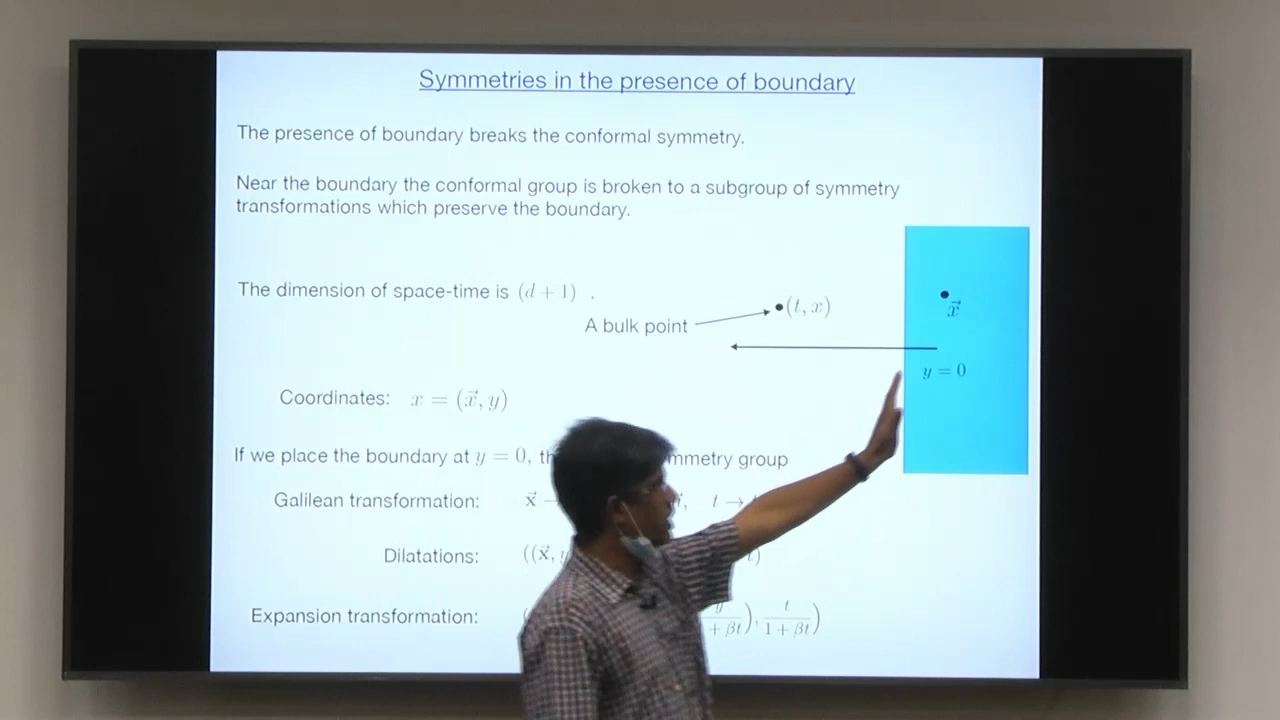 Symmetries in the presence of boundary
The presence of boundary breaks the conformal symmetry.
Near the boundary the conformal group is broken to a subgroup of symmetry
transformations which preserve the boundary.
The dimension of space-time is (d + 1) .
A bulk point
(t, x)
x⃗
y = 0
Coordinates: x = (x⃗, y)
If we place the boundary at y = 0, group
Galilean transformation: x⃗ t →
Dilatations: ((x⃗,
Expansion transformation: + βt), t/(1 + βt))